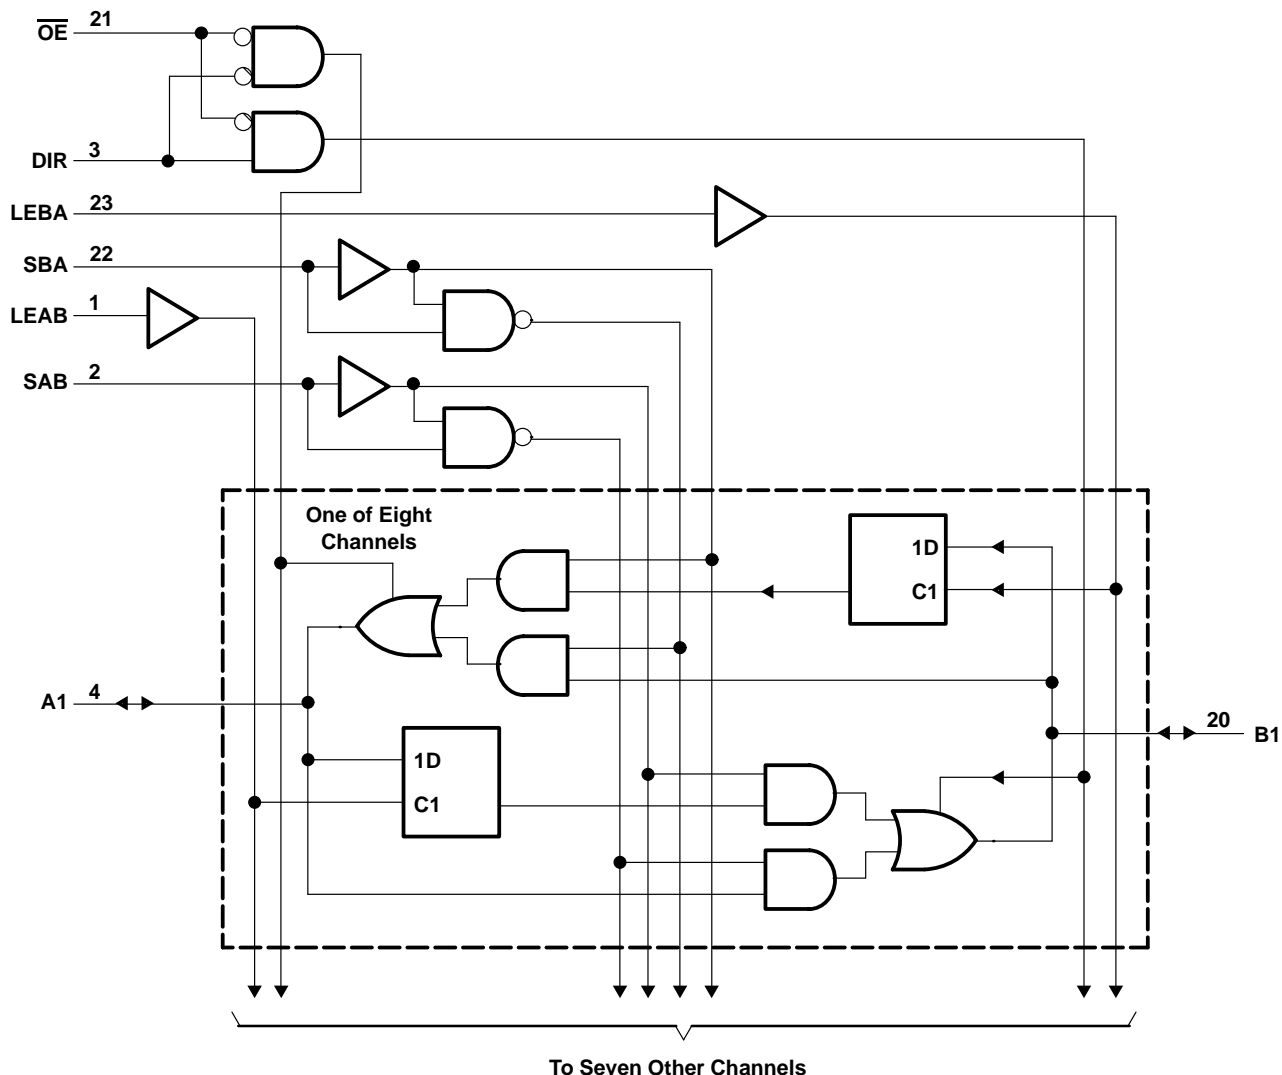 O̅E̅ 21
DIR 3
LEBA 23
SBA 22
LEAB 1
SAB 2
One of Eight
Channels
1D
C1
A1 4
20 B1
1D
C1
To Seven Other Channels